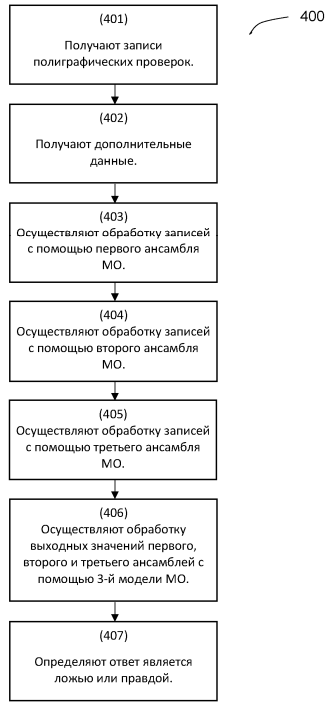 400
(401)
Получают записи
полиграфических проверок.
(402)
Получают дополнительные
данные.
(403)
Осуществляют обработку записей
с помощью первого ансамбля
МО.
(404)
Осуществляют обработку записей
с помощью второго ансамбля
МО.
(405)
Осуществляют обработку записей
с помощью третьего ансамбля
МО.
(406)
Осуществляют обработку
выходных значений первого,
второго и третьего ансамблей с
помощью 3-й модели МО.
(407)
Определяют ответ является
ложью или правдой.